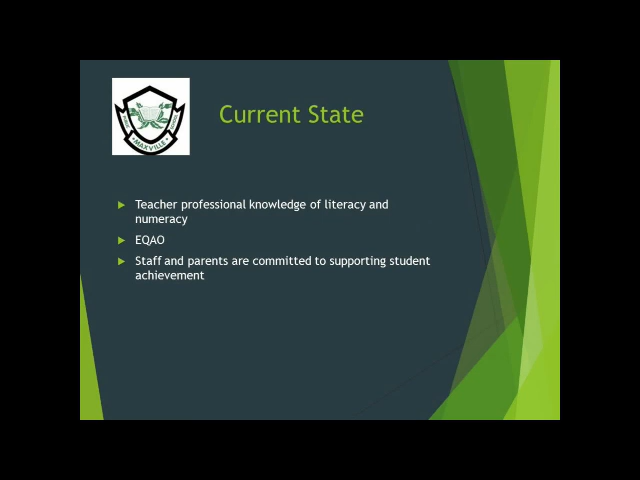 MAXVILLE
Current State
Teacher professional knowledge of literacy and
numeracy
EQAO
Staff and parents are committed to supporting student
achievement